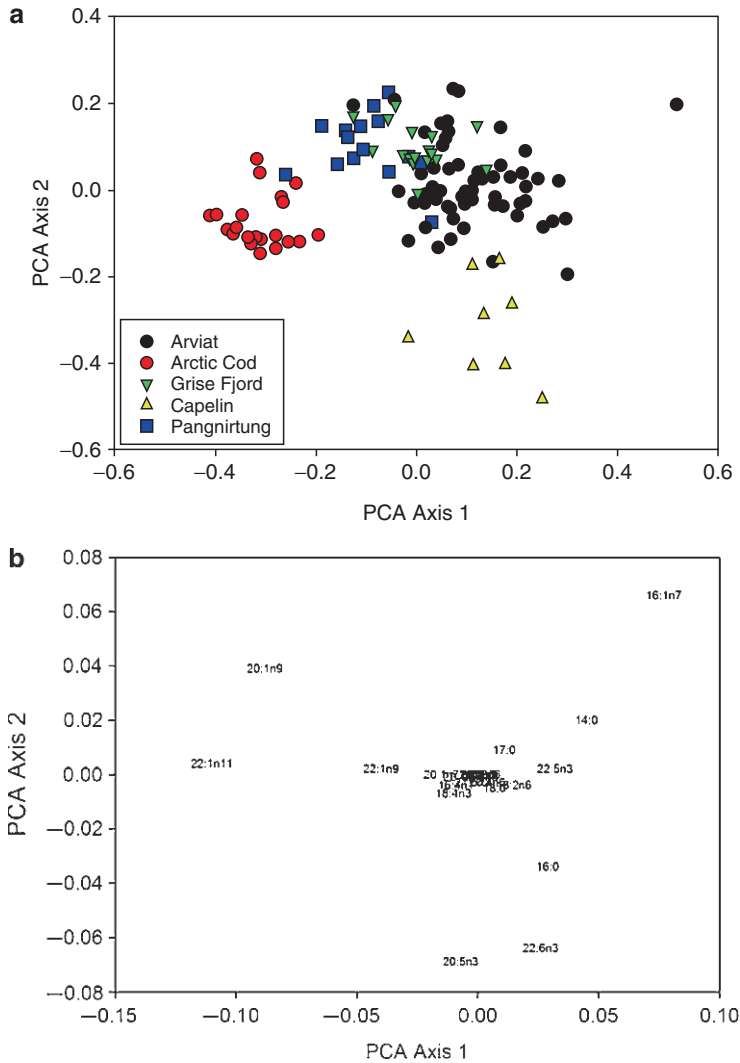 a
0.4
0.2
0.0
−0.2
−0.4
−0.6
PCA Axis 2
Arviat
Arctic Cod
Grise Fjord
Capelin
Pangnirtung
−0.6 −0.4 −0.2 0.0 0.2 0.4 0.6
PCA Axis 1
b
0.08
0.06
0.04
0.02
0.00
−0.02
−0.04
−0.06
−0.08
PCA Axis 2
16:1n7
20:1n9
14:0
17:0
22:1n11
22:1n9
22:5n3
18:4n3
18:0
16:0
22:6n3
20:5n3
−0.15 −0.10 −0.05 0.00 0.05 0.10
PCA Axis 1